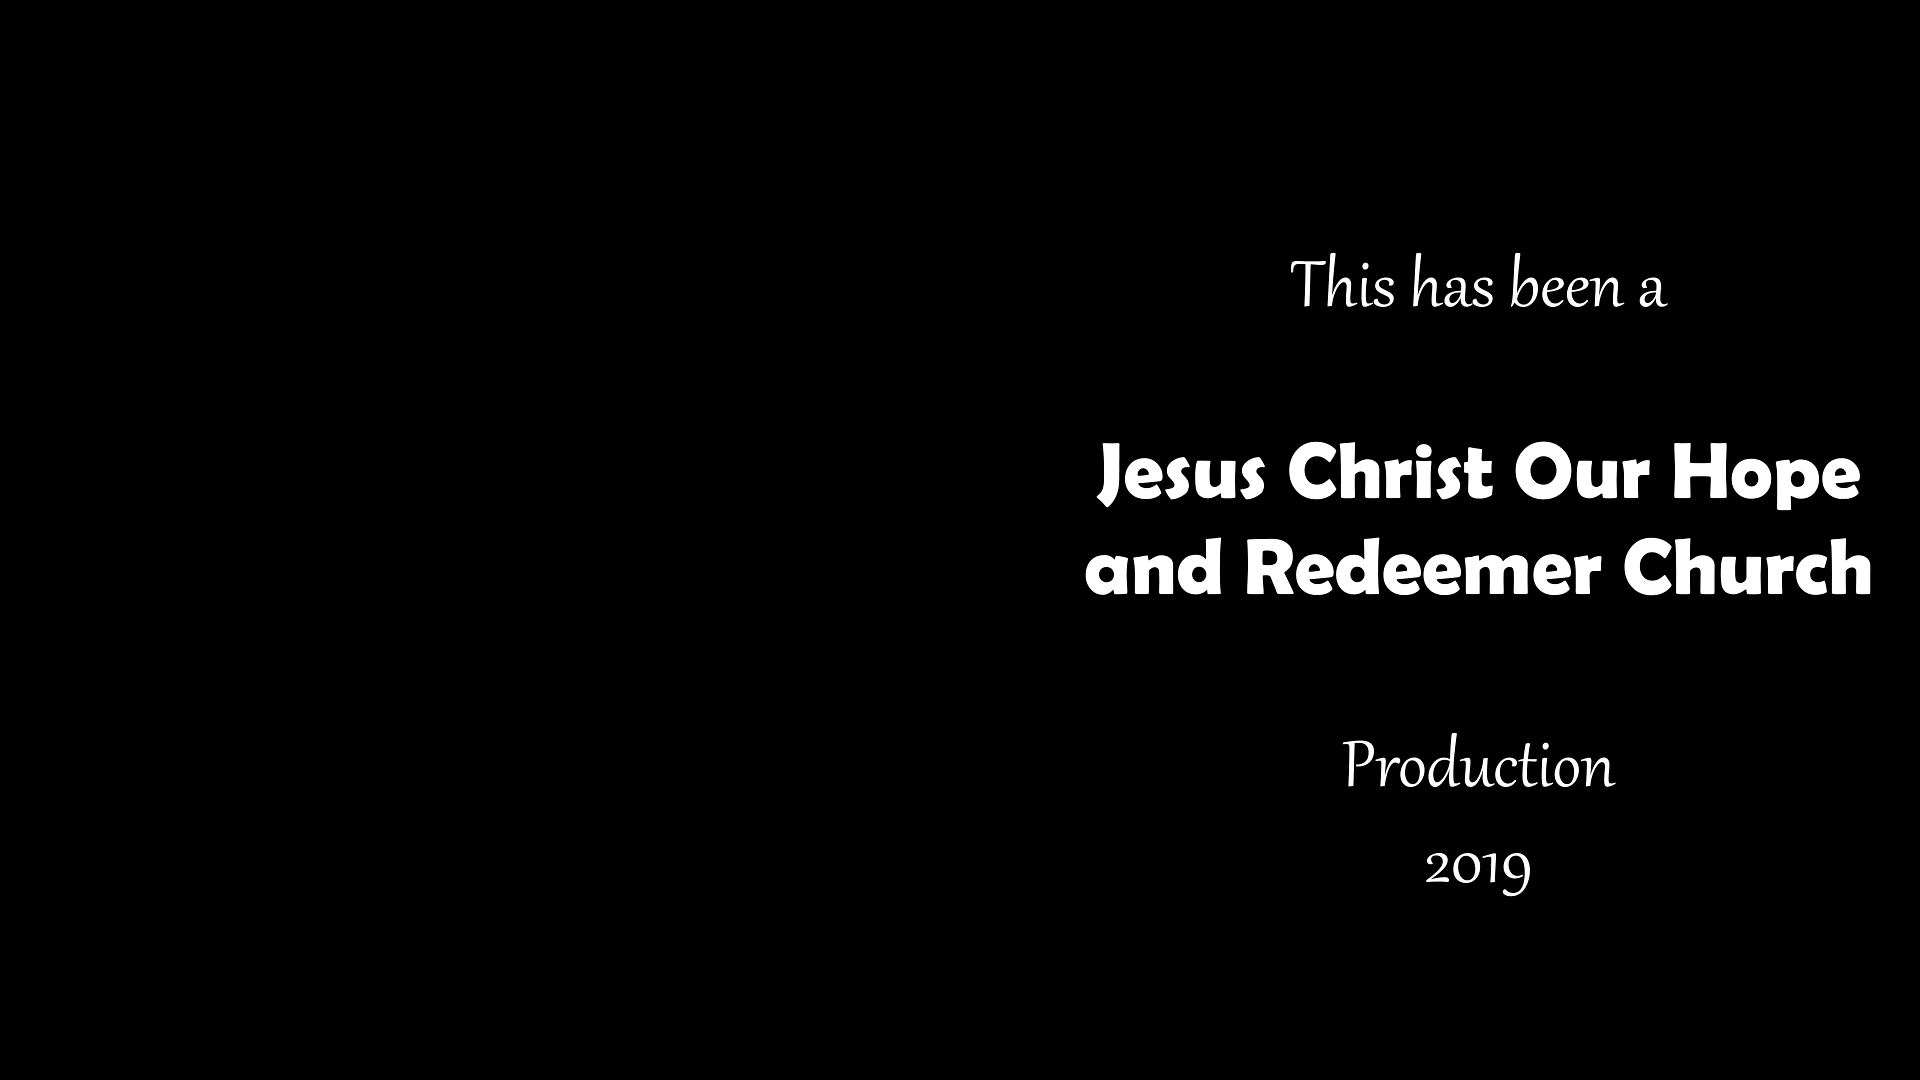 This has been a
Jesus Christ Our Hope
and Redeemer Church
Production
2019